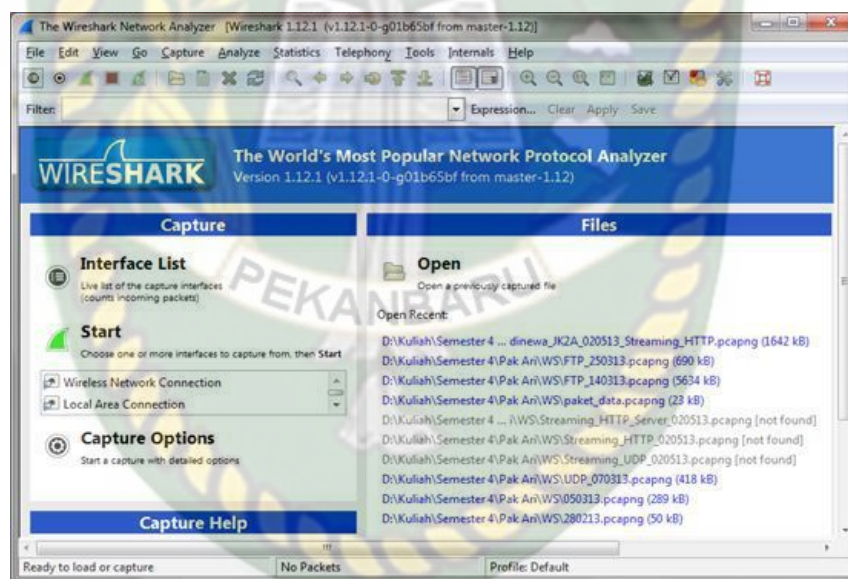 The Wireshark Network Analyzer [Wireshark 1.12.1 (v1.12.1-0-g01b65bf from master-1.12)]
File Edit View Go Capture Analyze Statistics Telephony Tools Internals Help
Filter: Expression... Clear Apply Save
WIRESHARK
The World's Most Popular Network Protocol Analyzer
Version 1.12.1 (v1.12.1-0-g01b65bf from master-1.12)
Capture
Interface List
Live list of the capture interfaces
(counts incoming packets)
Start
Choose one or more interfaces to capture from, then Start
Wireless Network Connection
Local Area Connection
Capture Options
Start a capture with detailed options
Capture Help
Files
Open
Open a previously captured file
Open Recent:
D:\Kuliah\Semester 4 ... dinewa_JK2A_020513_Streaming_HTTP.pcapng (1642 kB)
D:\Kuliah\Semester 4\Pak Ari\WS\FTP_250313.pcapng (690 kB)
D:\Kuliah\Semester 4\Pak Ari\WS\FTP_140313.pcapng (5634 kB)
D:\Kuliah\Semester 4\Pak Ari\WS\paket_data.pcapng (23 kB)
D:\Kuliah\Semester 4 ... i\WS\Streaming_HTTP_Server_020513.pcapng [not found]
D:\Kuliah\Semester 4\Pak Ari\WS\Streaming_HTTP_020513.pcapng [not found]
D:\Kuliah\Semester 4\Pak Ari\WS\Streaming_UDP_020513.pcapng [not found]
D:\Kuliah\Semester 4\Pak Ari\WS\UDP_070313.pcapng (418 kB)
D:\Kuliah\Semester 4\Pak Ari\WS\050313.pcapng (289 kB)
D:\Kuliah\Semester 4\Pak Ari\WS\280213.pcapng (50 kB)
PEKANBARU
Ready to load or capture No Packets Profile: Default